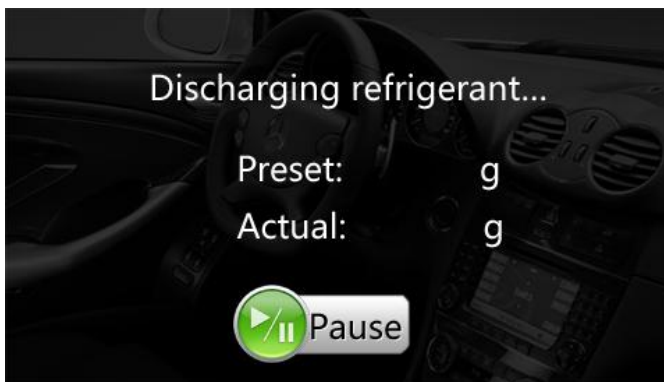 Discharging refrigerant...
Preset: g
Actual: g
Pause